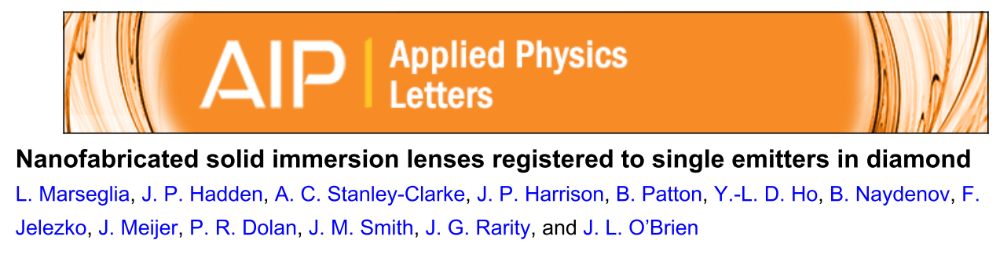 AIP Applied Physics
Letters
Nanofabricated solid immersion lenses registered to single emitters in diamond
L. Marseglia, J. P. Hadden, A. C. Stanley-Clarke, J. P. Harrison, B. Patton, Y.-L. D. Ho, B. Naydenov, F.
Jelezko, J. Meijer, P. R. Dolan, J. M. Smith, J. G. Rarity, and J. L. O’Brien